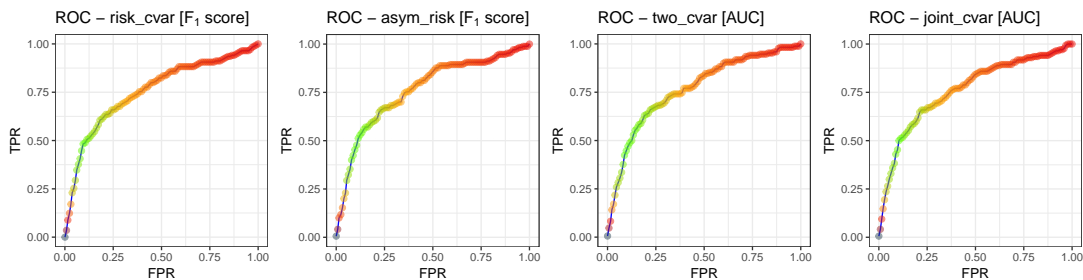 ROC − risk_cvar [F₁ score]
TPR
1.00
0.75
0.50
0.25
0.00
0.00 0.25 0.50 0.75 1.00
FPR
ROC − asym_risk [F₁ score]
TPR
1.00
0.75
0.50
0.25
0.00
0.00 0.25 0.50 0.75 1.00
FPR
ROC − two_cvar [AUC]
TPR
1.00
0.75
0.50
0.25
0.00
0.00 0.25 0.50 0.75 1.00
FPR
ROC − joint_cvar [AUC]
TPR
1.00
0.75
0.50
0.25
0.00
0.00 0.25 0.50 0.75 1.00
FPR